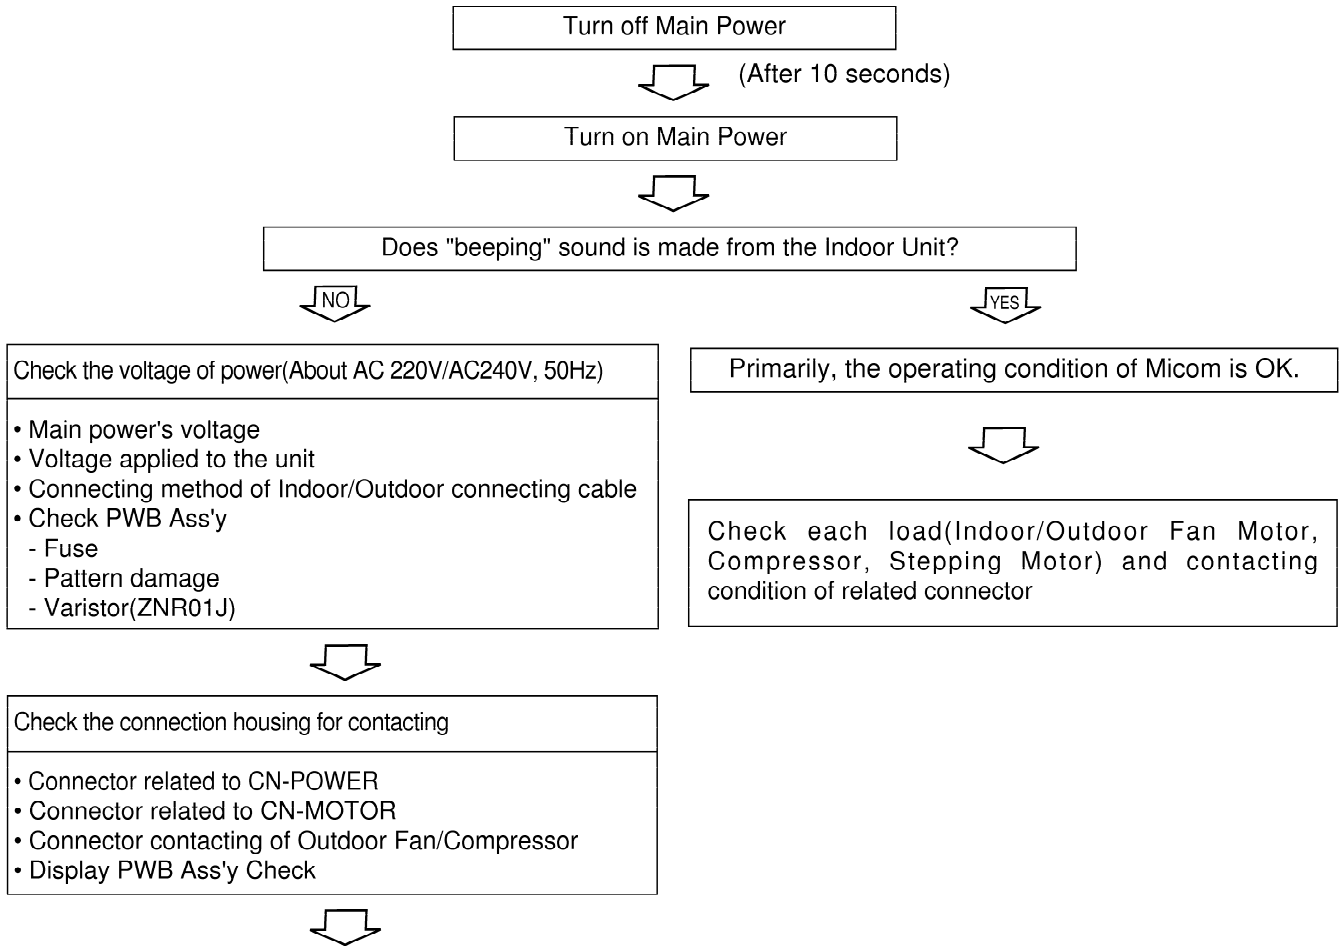 Turn off Main Power
(After 10 seconds)
Turn on Main Power
Does "beeping" sound is made from the Indoor Unit?
NO
YES
Check the voltage of power(About AC 220V/AC240V, 50Hz)
• Main power's voltage
• Voltage applied to the unit
• Connecting method of Indoor/Outdoor connecting cable
• Check PWB Ass'y
- Fuse
- Pattern damage
- Varistor(ZNR01J)
Primarily, the operating condition of Micom is OK.
Check each load(Indoor/Outdoor Fan Motor,
Compressor, Stepping Motor) and contacting
condition of related connector
Check the connection housing for contacting
• Connector related to CN-POWER
• Connector related to CN-MOTOR
• Connector contacting of Outdoor Fan/Compressor
• Display PWB Ass'y Check